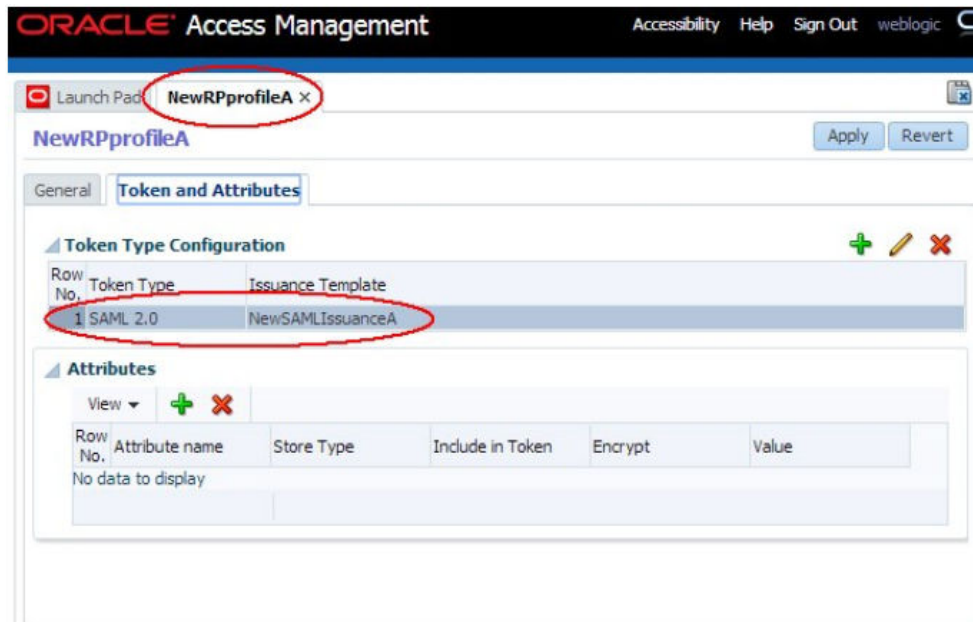 ORACLE Access Management Accessibility Help Sign Out weblogic
Launch Pad NewRPprofileA ×
NewRPprofileA Apply Revert
General Token and Attributes
Token Type Configuration
Row No. Token Type Issuance Template
1 SAML 2.0 NewSAMLIssuanceA
Attributes
View
Row No. Attribute name Store Type Include in Token Encrypt Value
No data to display